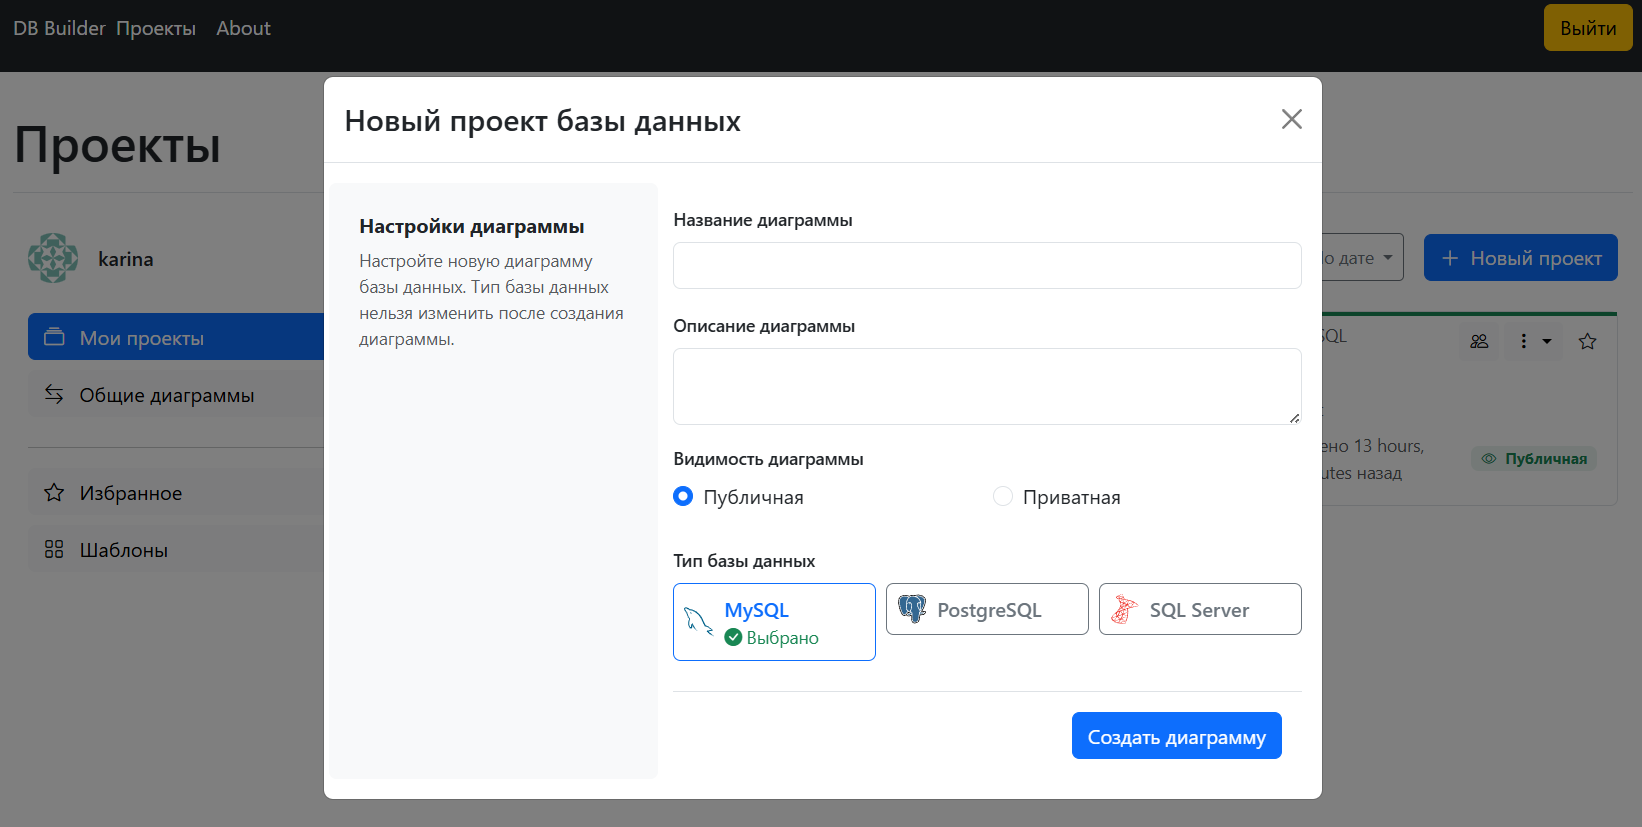 DB Builder Проекты About
Выйти
Новый проект базы данных
Проекты
karina
Мои проекты
Общие диаграммы
Избранное
Шаблоны
Настройки диаграммы
Настройте новую диаграмму
базы данных. Тип базы данных
нельзя изменить после создания
диаграммы.
Название диаграммы
Описание диаграммы
Видимость диаграммы
Публичная
Приватная
Тип базы данных
MySQL
Выбрано
PostgreSQL
SQL Server
Создать диаграмму
дате
Новый проект
13 hours,
назад
Публичная